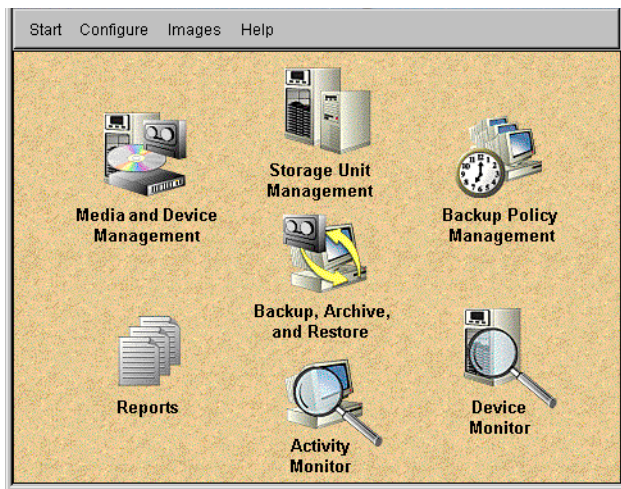 Start Configure Images Help
Storage Unit
Management
Media and Device
Management
Backup Policy
Management
Backup, Archive,
and Restore
Reports
Device
Monitor
Activity
Monitor